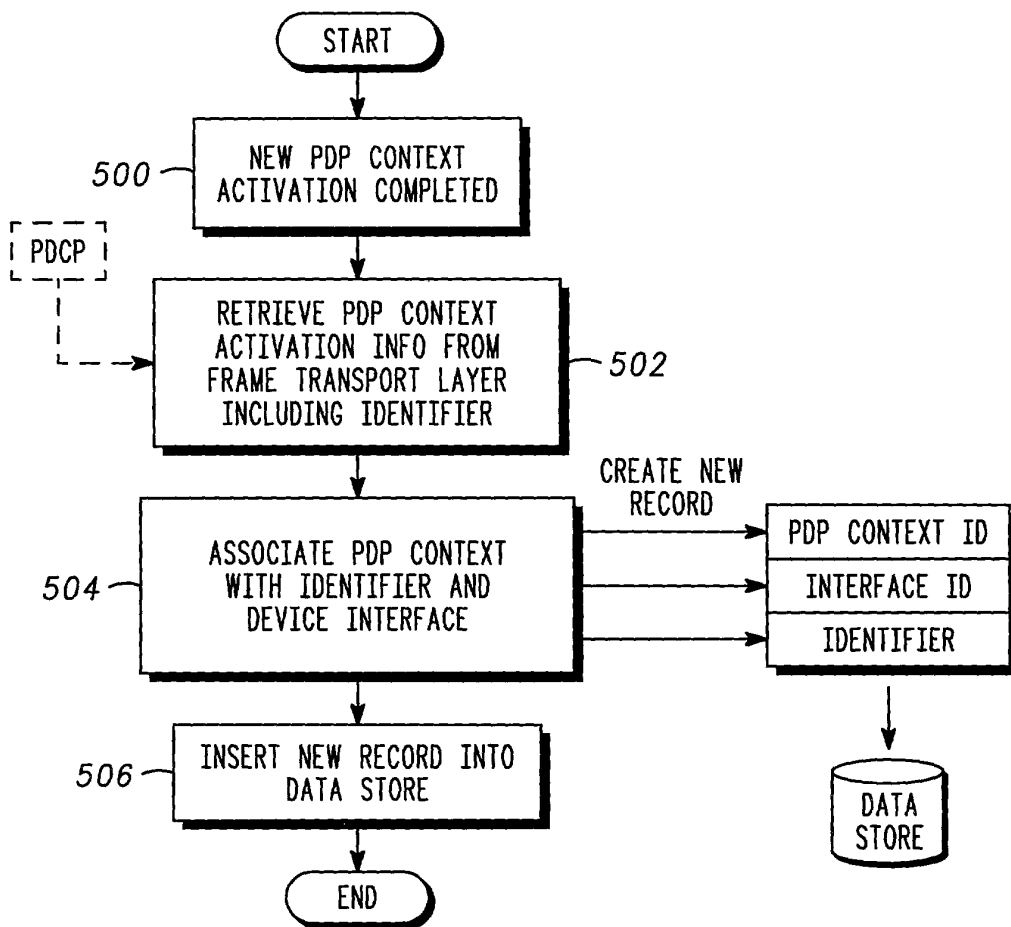 START
500
NEW PDP CONTEXT
ACTIVATION COMPLETED
PDCP
RETRIEVE PDP CONTEXT
ACTIVATION INFO FROM
FRAME TRANSPORT LAYER
INCLUDING IDENTIFIER
502
504
ASSOCIATE PDP CONTEXT
WITH IDENTIFIER AND
DEVICE INTERFACE
CREATE NEW
RECORD
PDP CONTEXT ID
INTERFACE ID
IDENTIFIER
506
INSERT NEW RECORD INTO
DATA STORE
DATA
STORE
END